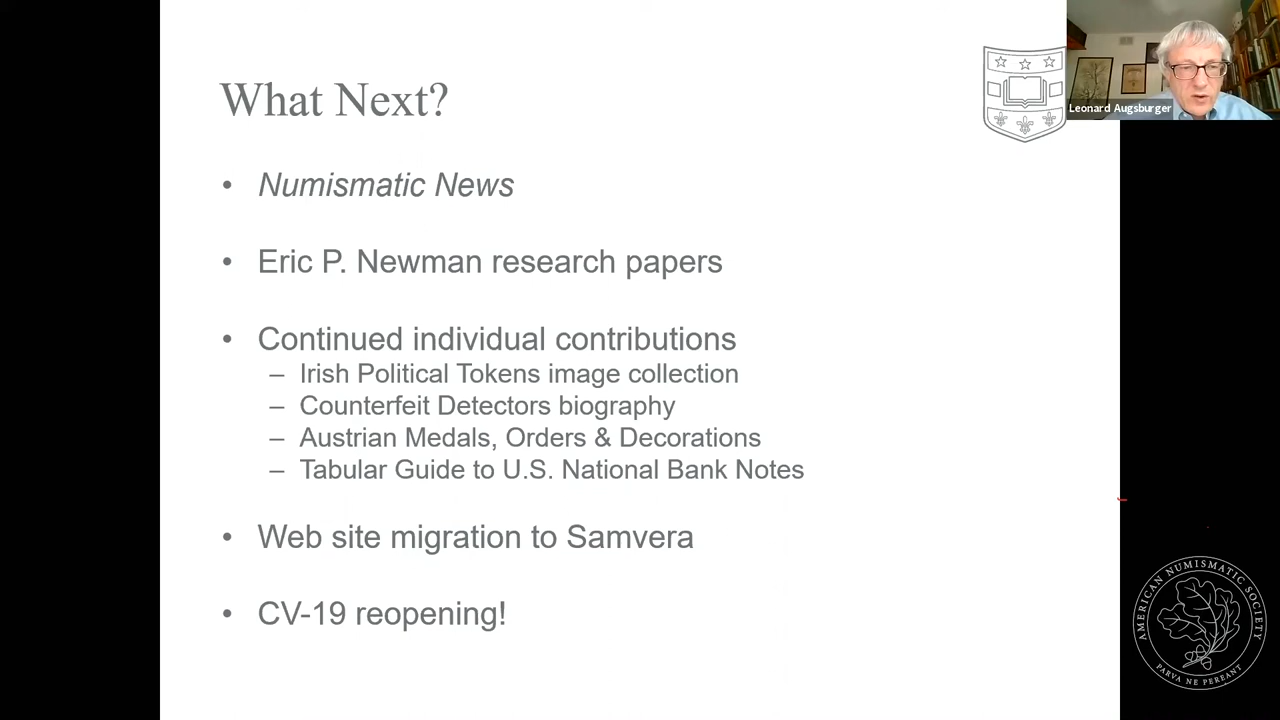 What Next?
Leonard Augsburger
• Numismatic News
• Eric P. Newman research papers
• Continued individual contributions
– Irish Political Tokens image collection
– Counterfeit Detectors biography
– Austrian Medals, Orders & Decorations
– Tabular Guide to U.S. National Bank Notes
• Web site migration to Samvera
• CV-19 reopening!
AMERICAN NUMISMATIC SOCIETY
PARVA NE PEREANT